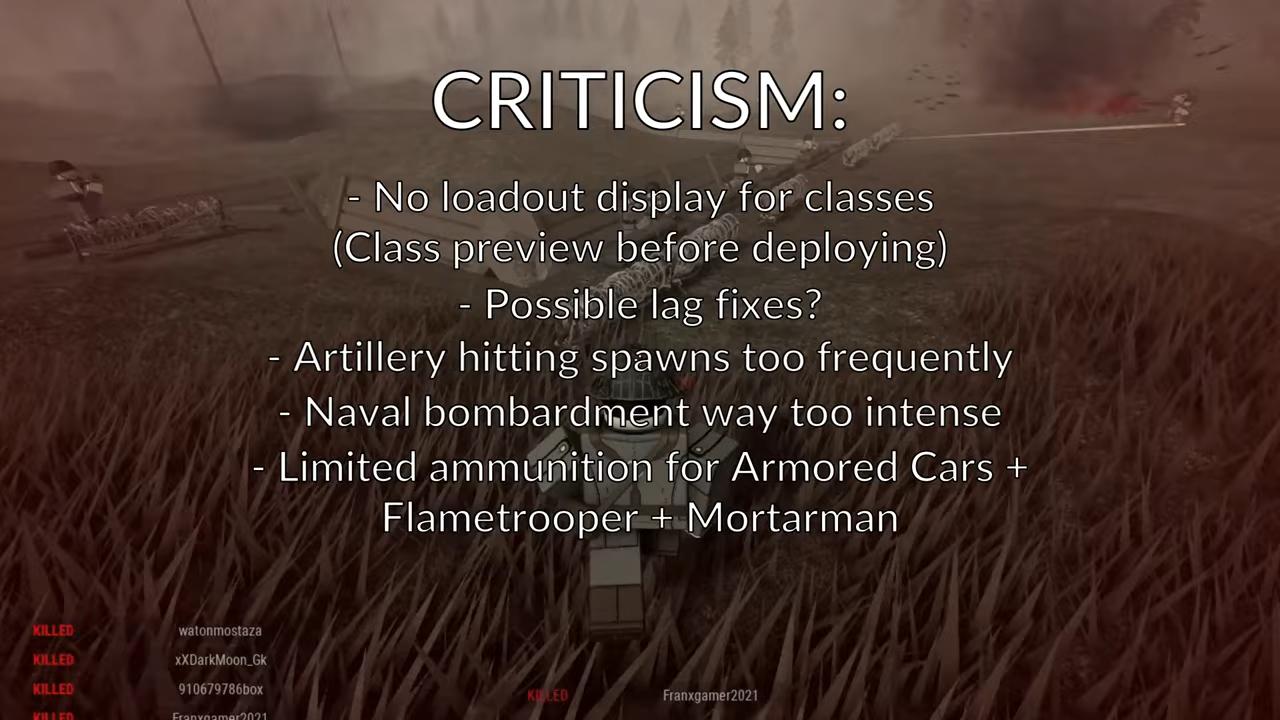 CRITICISM:
- No loadout display for classes
(Class preview before deploying)
- Possible lag fixes?
- Artillery hitting spawns too frequently
- Naval bombardment way too intense
- Limited ammunition for Armored Cars +
Flametrooper + Mortarman
KILLED watonmostaza
KILLED xXDarkMoon_Gk
KILLED 910679786box
KILLED Franxgamer2021
KILLED Franxgamer2021